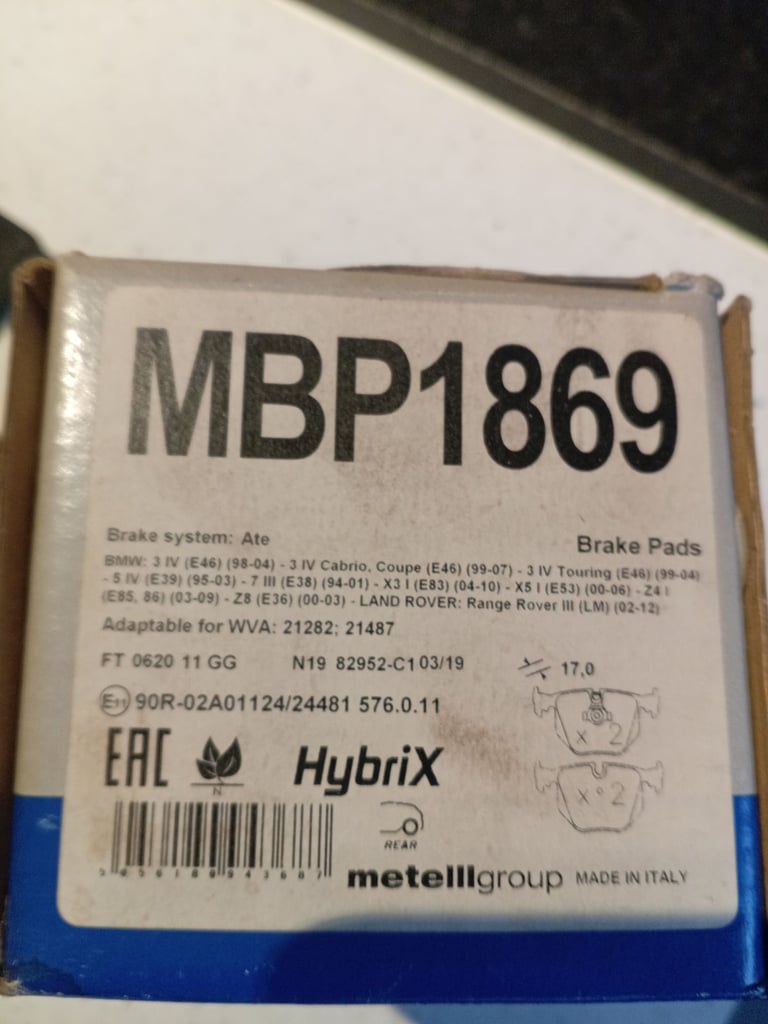 MBP1869
Brake system: Ate
Brake Pads
BMW: 3 IV (E46) (98-04) - 3 IV Cabrio, Coupe (E46) (99-07) - 3 IV Touring (E46) (99-04)
- 5 IV (E39) (95-03) - 7 III (E38) (94-01) - X3 I (E83) (04-10) - X5 I (E53) (00-06) - Z4 I
(E85, 86) (03-09) - Z8 (E36) (00-03) - LAND ROVER: Range Rover III (LM) (02-12)
Adaptable for WVA: 21282; 21487
FT 0620 11 GG N19 82952-C1 03/19
17,0
E11 90R-02A01124/24481 576.0.11
x 2
EAC
N
HybriX
x 2
REAR
metelligroup MADE IN ITALY